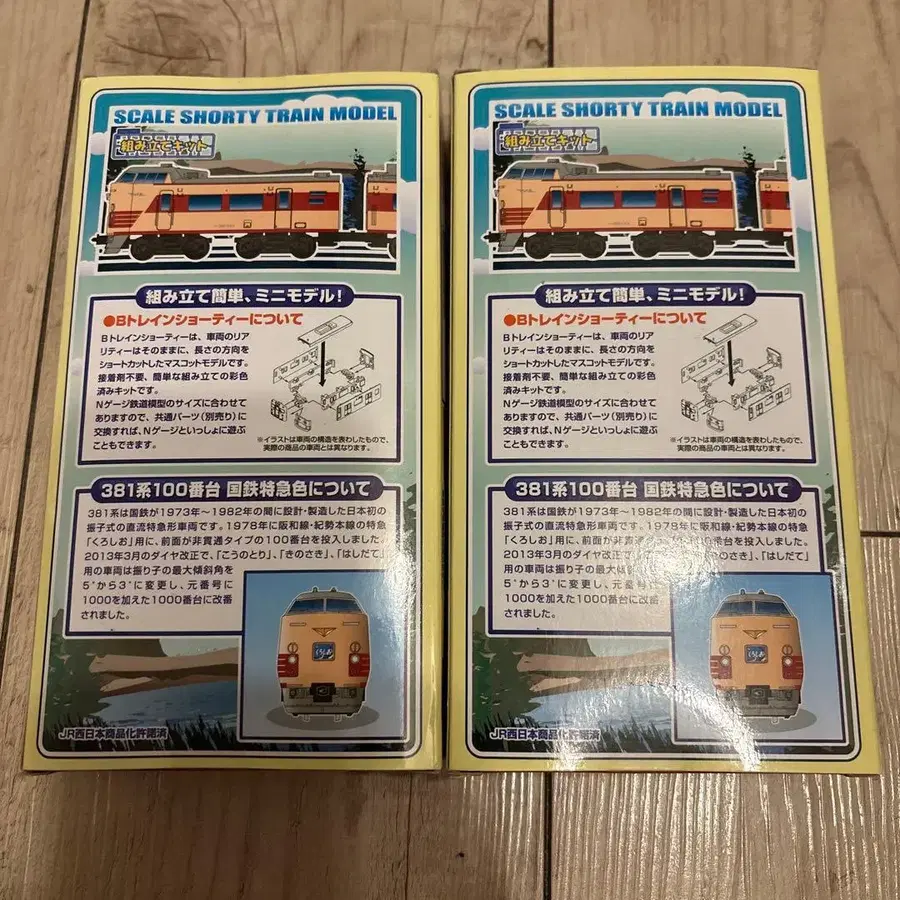 SCALE SHORTY TRAIN MODEL
組み立てキット
組み立て簡単、ミニモデル!
●Bトレインショーティーについて
Bトレインショーティーは、車両のリア
リティーはそのままに、長さの方向を
ショートカットしたマスコットモデルです。
接着剤不要、簡単な組み立ての彩色
済みキットです。
Nゲージ鉄道模型のサイズに合わせて
ありますので、共通パーツ(別売り)に
交換すれば、Nゲージといっしょに遊ぶ
こともできます。
※イラストは車両の構造を表わしたもので、
実際の商品の車両とは異なります。
381系100番台 国鉄特急色について
381系は国鉄が1973年~1982年の間に設計・製造した日本初の
振子式の直流特急形車両です。1978年に阪和線・紀勢本線の特急
「くろしお」用に、前面が非貫通タイプの100番台を投入しました。
2013年3月のダイヤ改正で、「こうのとり」、「きのさき」、「はしだて」
用の車両は振り子の最大傾斜角を
5°から3°に変更し、元番号に
1000を加えた1000番台に改番
されました。
くろしお
JR西日本商品化許諾済
SCALE SHORTY TRAIN MODEL
組み立てキット
組み立て簡単、ミニモデル!
●Bトレインショーティーについて
Bトレインショーティーは、車両のリア
リティーはそのままに、長さの方向を
ショートカットしたマスコットモデルです。
接着剤不要、簡単な組み立ての彩色
済みキットです。
Nゲージ鉄道模型のサイズに合わせて
ありますので、共通パーツ(別売り)に
交換すれば、Nゲージといっしょに遊ぶ
こともできます。
※イラストは車両の構造を表わしたもので、
実際の商品の車両とは異なります。
381系100番台 国鉄特急色について
381系は国鉄が1973年~1982年の間に設計・製造した日本初の
振子式の直流特急形車両です。1978年に阪和線・紀勢本線の特急
「くろしお」用に、前面が非貫通タイプの100番台を投入しました。
2013年3月のダイヤ改正で、「こ のさき」、「はしだて」
用の車両は振り子の最大傾斜角を
5°から3°に変更し、元番号に
1000を加えた1000番台に改番
されました。
くろしお
JR西日本商品化許諾済